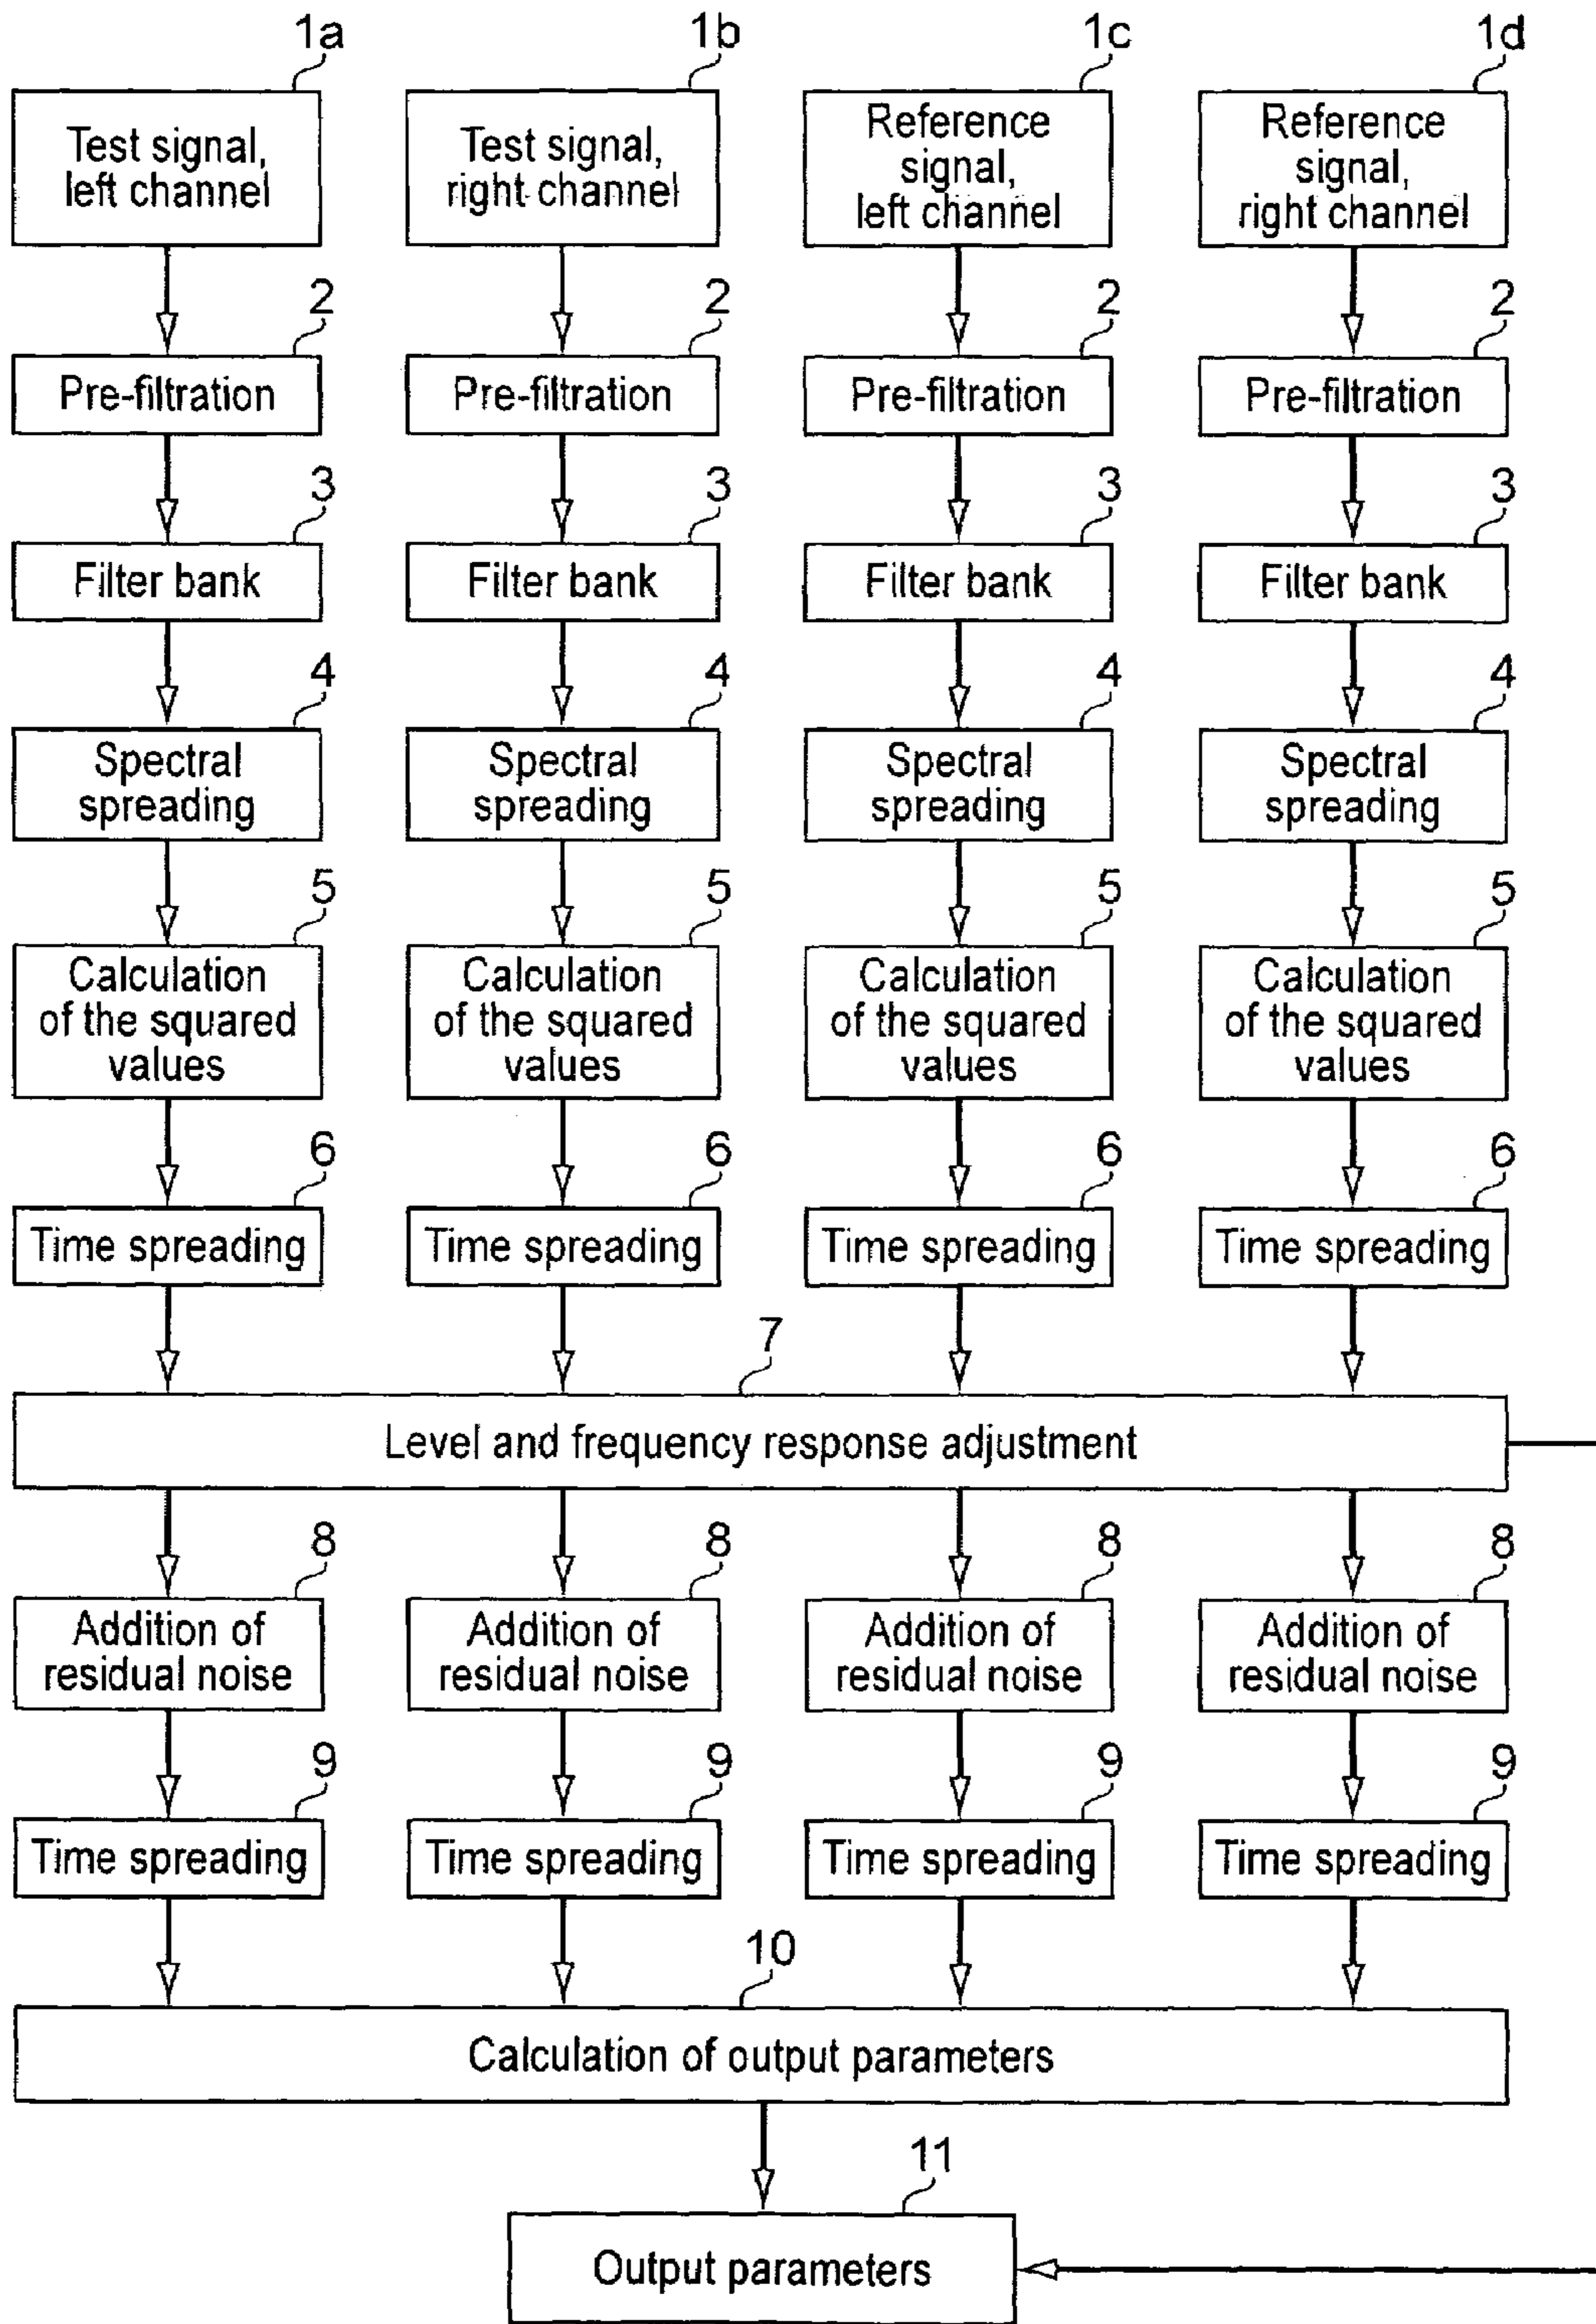 1a
1b
1c
1d
Test signal,
left channel
Test signal,
right channel
Reference
signal,
left channel
Reference
signal,
right channel
2
2
2
2
Pre-filtration
Pre-filtration
Pre-filtration
Pre-filtration
3
3
3
3
Filter bank
Filter bank
Filter bank
Filter bank
4
4
4
4
Spectral
spreading
Spectral
spreading
Spectral
spreading
Spectral
spreading
5
5
5
5
Calculation
of the squared
values
Calculation
of the squared
values
Calculation
of the squared
values
Calculation
of the squared
values
6
6
6
6
Time spreading
Time spreading
Time spreading
Time spreading
7
Level and frequency response adjustment
8
8
8
8
Addition of
residual noise
Addition of
residual noise
Addition of
residual noise
Addition of
residual noise
9
9
9
9
Time spreading
Time spreading
Time spreading
Time spreading
10
Calculation of output parameters
11
Output parameters